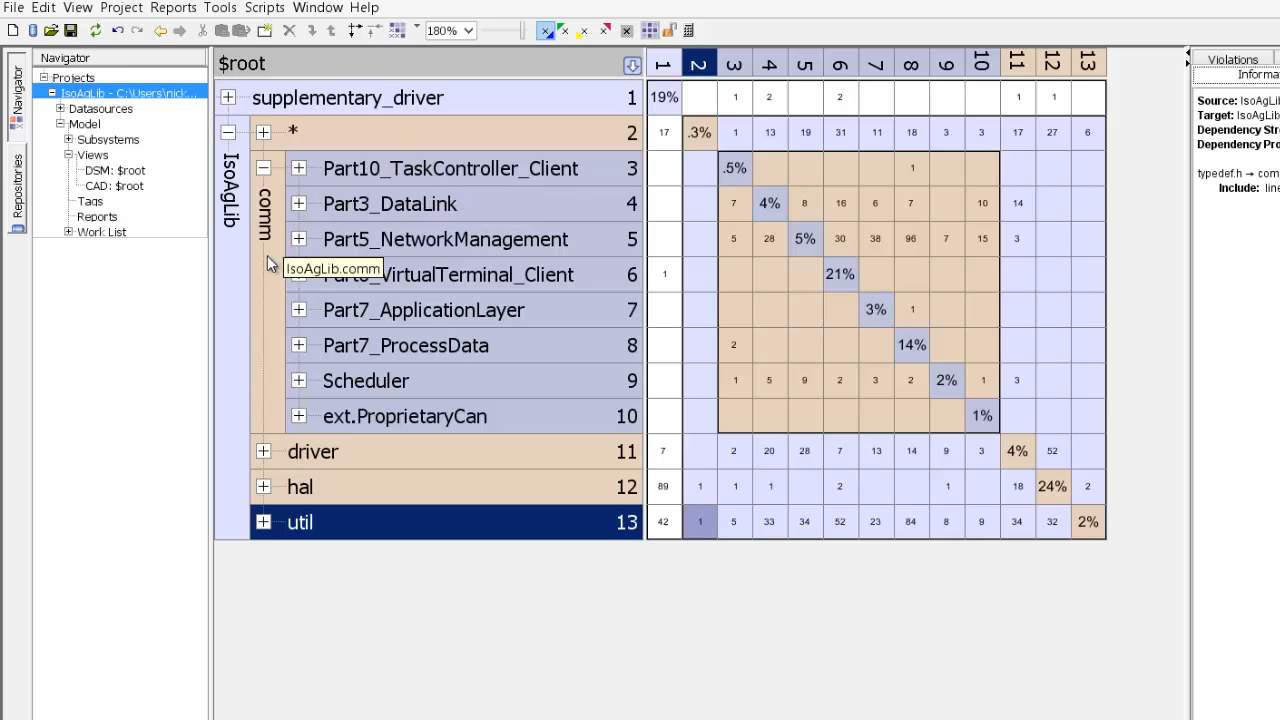 File Edit View Project Reports Tools Scripts Window Help
180%
Navigator
Repositories
Navigator
Projects
IsoAgLib - C:\Users\nick...
Datasources
Model
Subsystems
Views
DSM: $root
CAD: $root
Tags
Reports
Work List
$root 1 2 3 4 5 6 7 8 9 10 11 12 13
supplementary_driver 1 19% 1 2 2 1 1
IsoAgLib
* 2 17 .3% 1 13 19 31 11 18 3 3 17 27 6
comm
Part10_TaskController_Client 3 .5% 1
Part3_DataLink 4 7 4% 8 16 6 7 10 14
Part5_NetworkManagement 5 5 28 5% 30 38 96 7 15 3
IsoAgLib.comm
VirtualTerminal_Client 6 1 21%
Part7_ApplicationLayer 7 3% 1
Part7_ProcessData 8 2 14%
Scheduler 9 1 5 9 2 3 2 2% 1 3
ext.ProprietaryCan 10 1%
driver 11 7 2 20 28 7 13 14 9 3 4% 52
hal 12 89 1 1 1 2 1 18 24% 2
util 13 42 1 5 33 34 52 23 84 8 9 34 32 2%
Violations
Informa
Source: IsoAgLib
Target: IsoAgLib
Dependency Str
Dependency Pro
typedef.h → com
Include: line